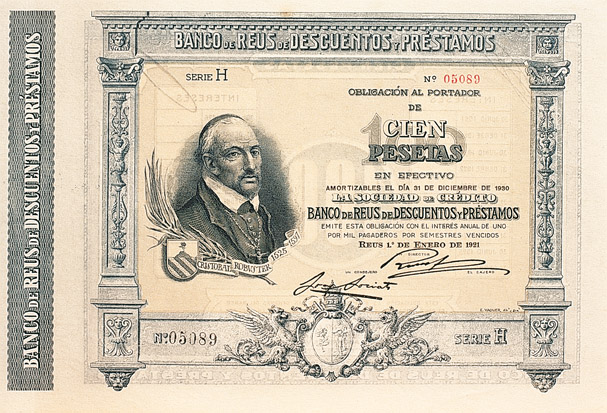 BANCO DE REUS DE DESCUENTOS Y PRÉSTAMOS
BANCO DE REUS DE DESCUENTOS Y PRÉSTAMOS
SERIE H
Nº 05089
OBLIGACIÓN AL PORTADOR
DE
CIEN
PESETAS
EN EFECTIVO
AMORTIZABLES EL DÍA 31 DE DICIEMBRE DE 1930
LA SOCIEDAD DE CRÉDITO
BANCO DE REUS DE DESCUENTOS Y PRÉSTAMOS
EMITE ESTA OBLIGACIÓN CON EL INTERÉS ANUAL DE UNO
POR MIL PAGADEROS POR SEMESTRES VENCIDOS
REUS 1.º DE ENERO DE 1921
DIRECTOR
UN CONSEJERO
EL CAJERO
Nº 05089
SERIE H